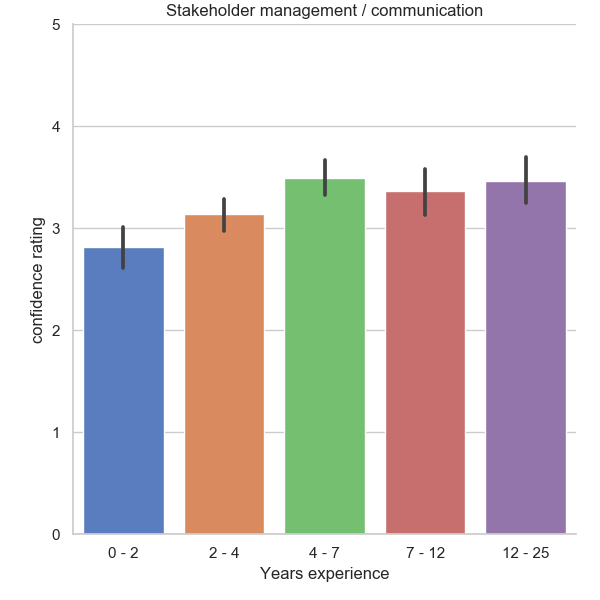 Stakeholder management / communication
5
4
3
2
1
0
confidence rating
0 - 2
2 - 4
4 - 7
7 - 12
12 - 25
Years experience